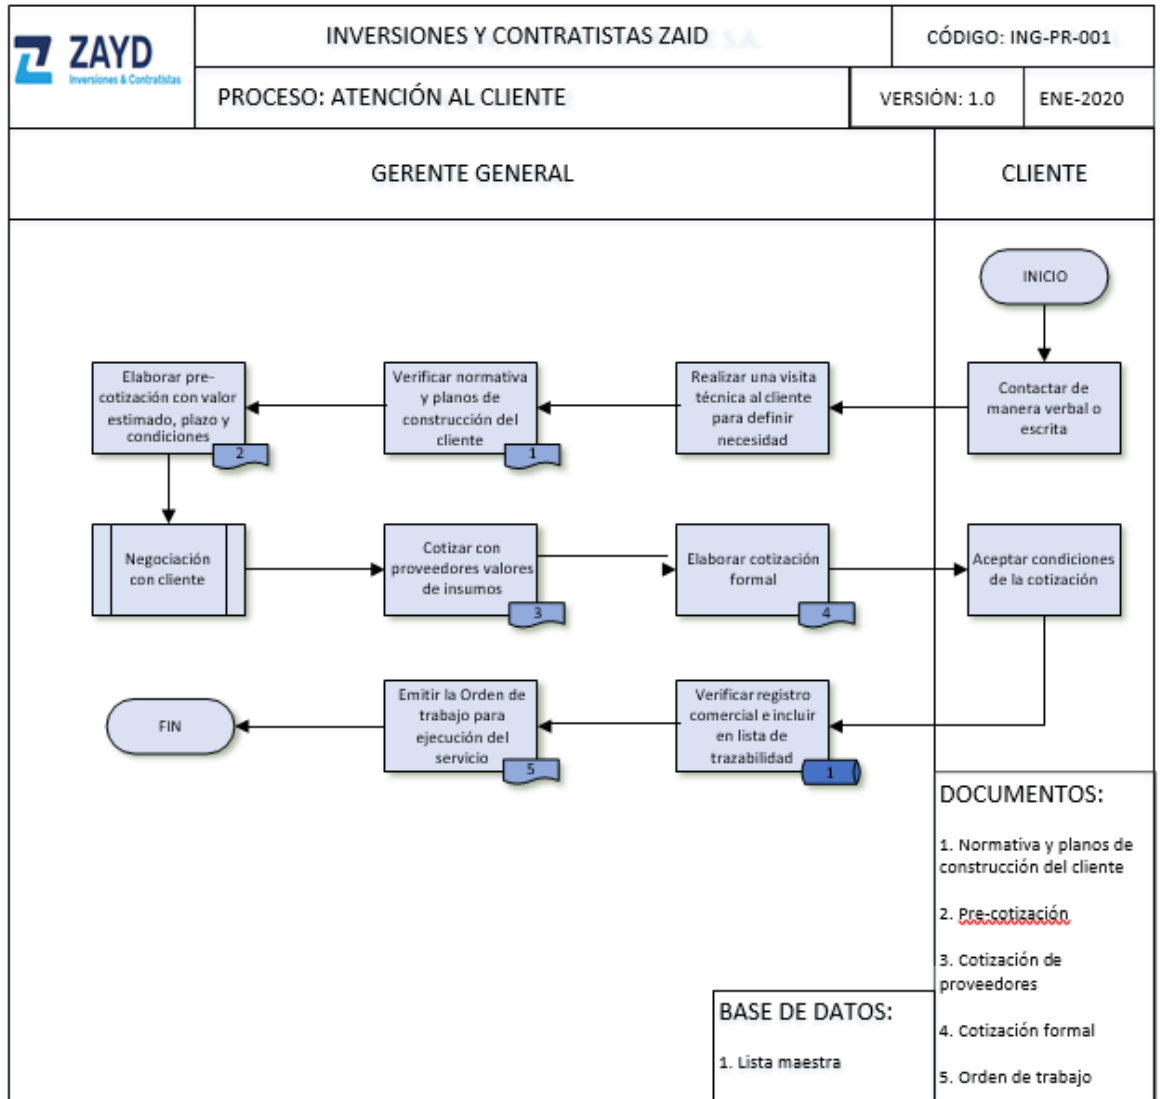 ZAYD
Inversiones & Contratistas
INVERSIONES Y CONTRATISTAS ZAID
CÓDIGO: ING-PR-001
PROCESO: ATENCIÓN AL CLIENTE
VERSIÓN: 1.0
ENE-2020
GERENTE GENERAL
CLIENTE
INICIO
Contactar de
manera verbal o
escrita
Realizar una visita
técnica al cliente
para definir
necesidad
Verificar normativa
y planos de
construcción del
cliente
1
Elaborar pre-
cotización con valor
estimado, plazo y
condiciones
2
Negociación
con cliente
Cotizar con
proveedores valores
de insumos
3
Elaborar cotización
formal
4
Aceptar condiciones
de la cotización
Verificar registro
comercial e incluir
en lista de
trazabilidad
1
Emitir la Orden de
trabajo para
ejecución del
servicio
5
FIN
DOCUMENTOS:
1. Normativa y planos de
construcción del cliente
2. Pre-cotización
3. Cotización de
proveedores
4. Cotización formal
5. Orden de trabajo
BASE DE DATOS:
1. Lista maestra